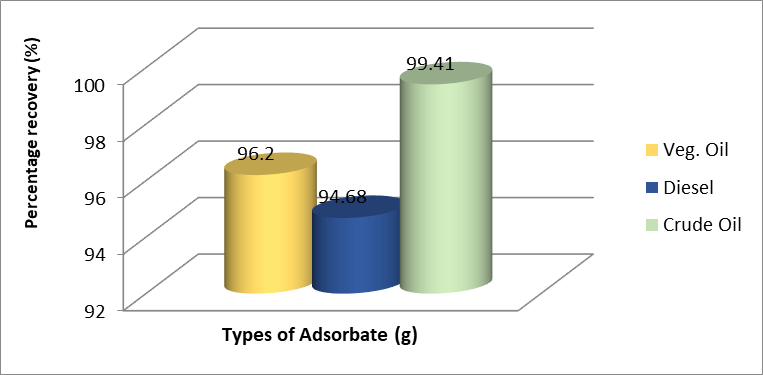 Percentage recovery (%)
100
98
96
94
92
96.2
94.68
99.41
Types of Adsorbate (g)
Veg. Oil
Diesel
Crude Oil